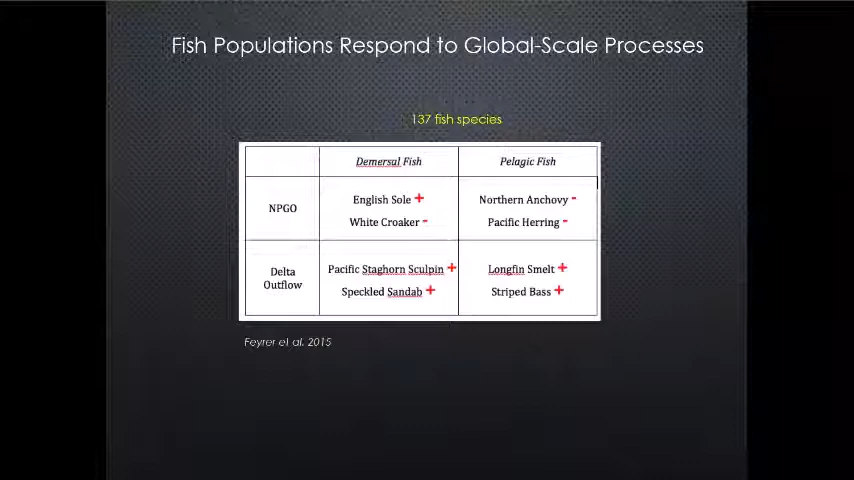 Fish Populations Respond to Global-Scale Processes
137 fish species
Demersal Fish
Pelagic Fish
NPGO
English Sole +
White Croaker -
Northern Anchovy -
Pacific Herring -
Delta
Outflow
Pacific Staghorn Sculpin +
Speckled Sandab +
Longfin Smelt +
Striped Bass +
Feyrer et al. 2015